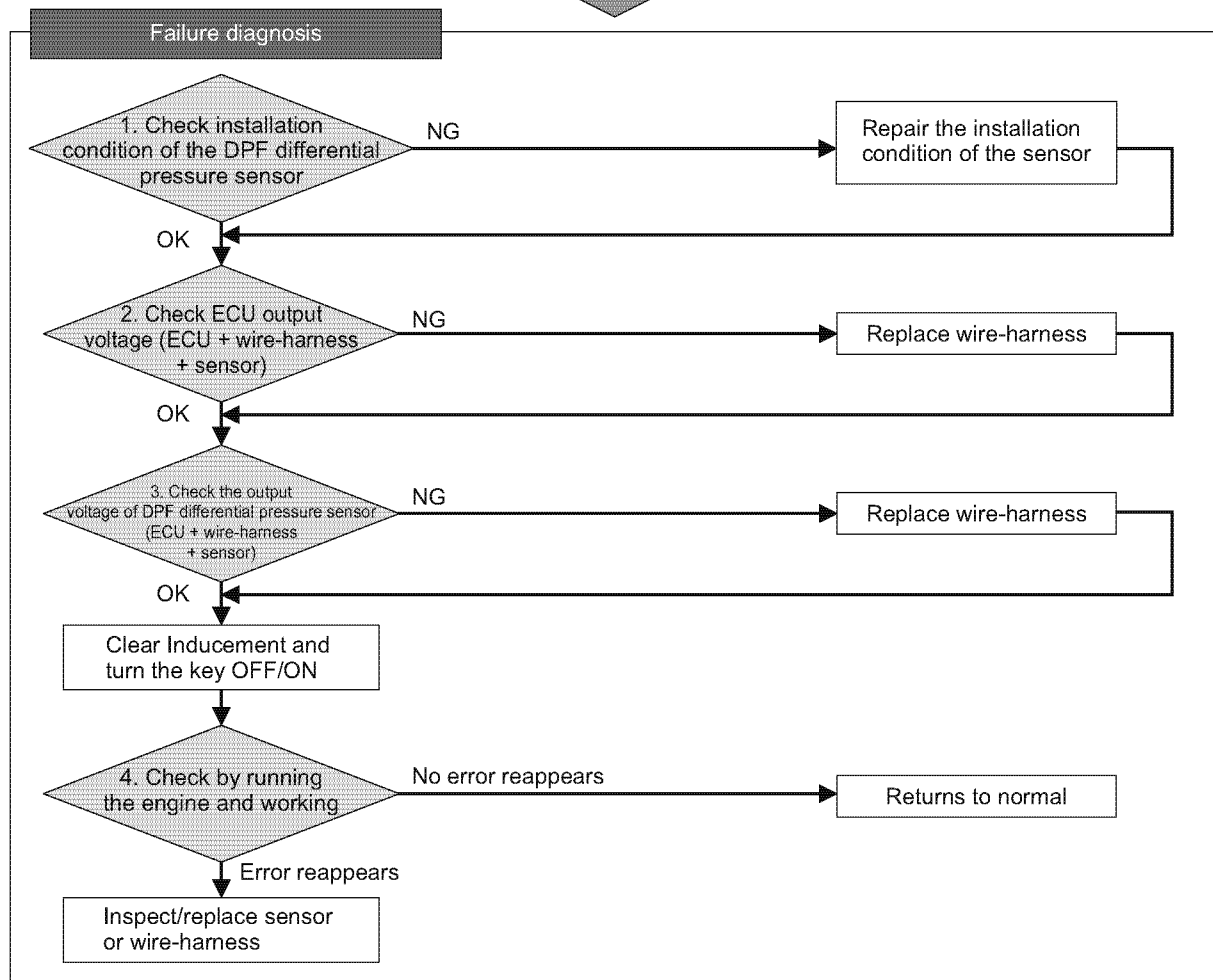 Failure diagnosis
1. Check installation
condition of the DPF differential
pressure sensor
NG
Repair the installation
condition of the sensor
OK
2. Check ECU output
voltage (ECU + wire-harness
+ sensor)
NG
Replace wire-harness
OK
3. Check the output
voltage of DPF differential pressure sensor
(ECU + wire-harness
+ sensor)
NG
Replace wire-harness
OK
Clear Inducement and
turn the key OFF/ON
4. Check by running
the engine and working
No error reappears
Returns to normal
Error reappears
Inspect/replace sensor
or wire-harness